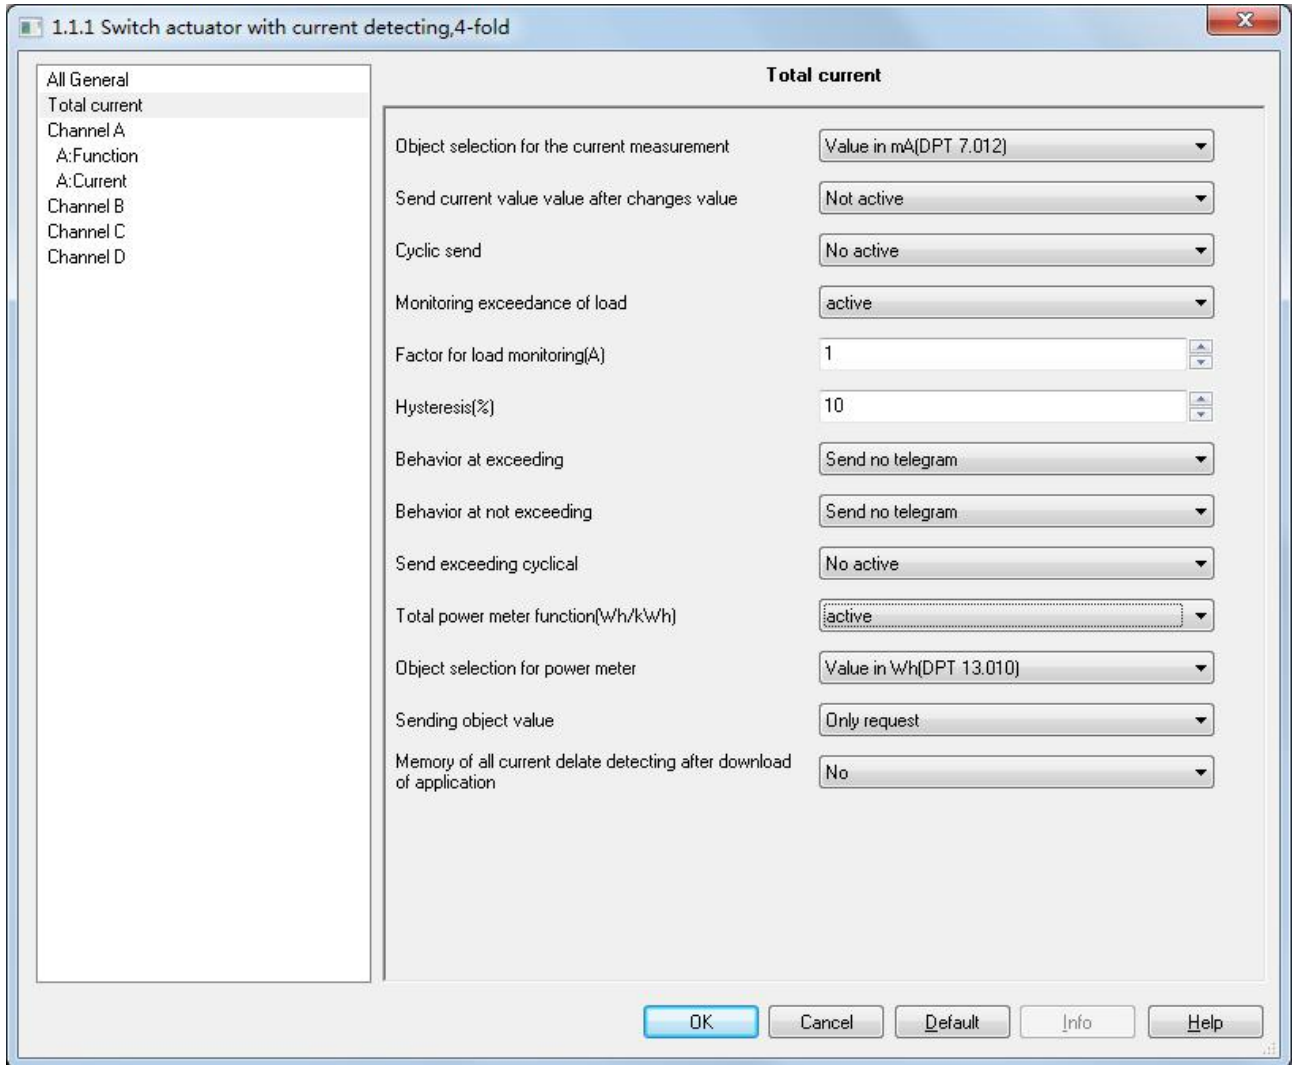 1.1.1 Switch actuator with current detecting,4-fold
All General
Total current
Channel A
A:Function
A:Current
Channel B
Channel C
Channel D
Total current
Object selection for the current measurement
Value in mA(DPT 7.012)
Send current value value after changes value
Not active
Cyclic send
No active
Monitoring exceedance of load
active
Factor for load monitoring(A)
1
Hysteresis(%)
10
Behavior at exceeding
Send no telegram
Behavior at not exceeding
Send no telegram
Send exceeding cyclical
No active
Total power meter function(Wh/kWh)
active
Object selection for power meter
Value in Wh(DPT 13.010)
Sending object value
Only request
Memory of all current delate detecting after download
of application
No
OK
Cancel
Default
Info
Help